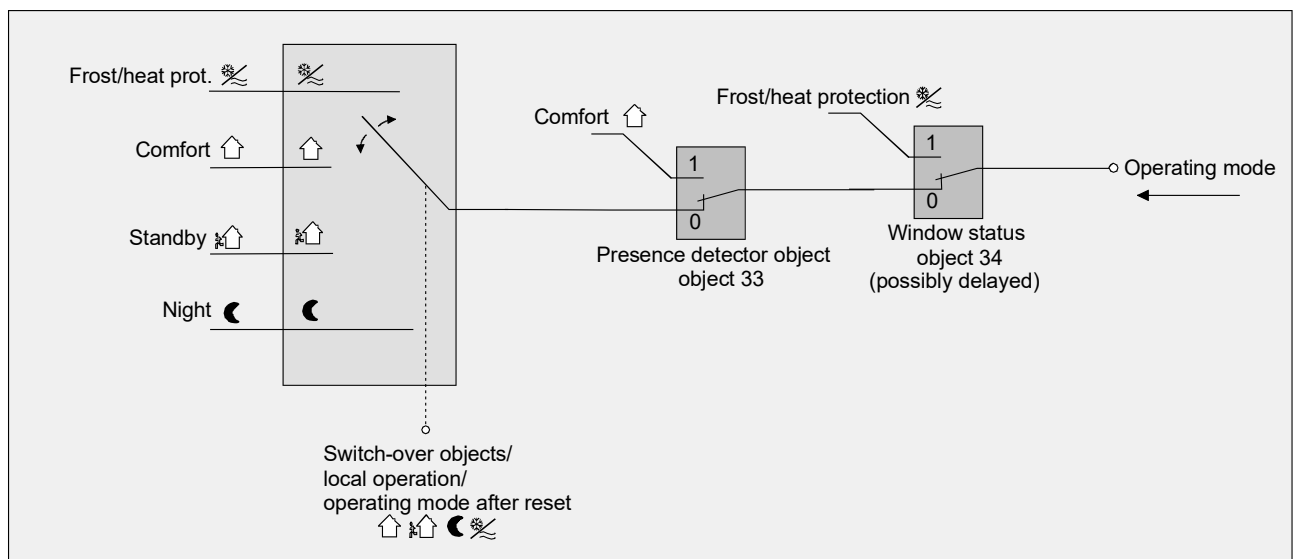 Frost/heat prot.
Comfort
Standby
Night
Comfort
1
0
Presence detector object
object 33
Frost/heat protection
1
0
Window status
object 34
(possibly delayed)
Operating mode
Switch-over objects/
local operation/
operating mode after reset